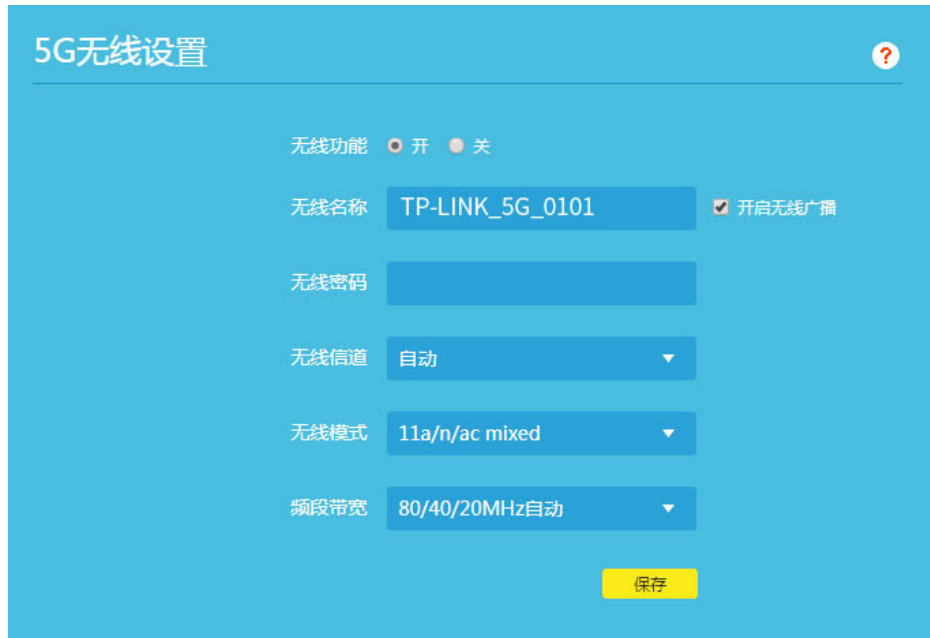 5G无线设置
?
无线功能 开 关
无线名称 TP-LINK_5G_0101 开启无线广播
无线密码
无线信道 自动
无线模式 11a/n/ac mixed
频段带宽 80/40/20MHz自动
保存